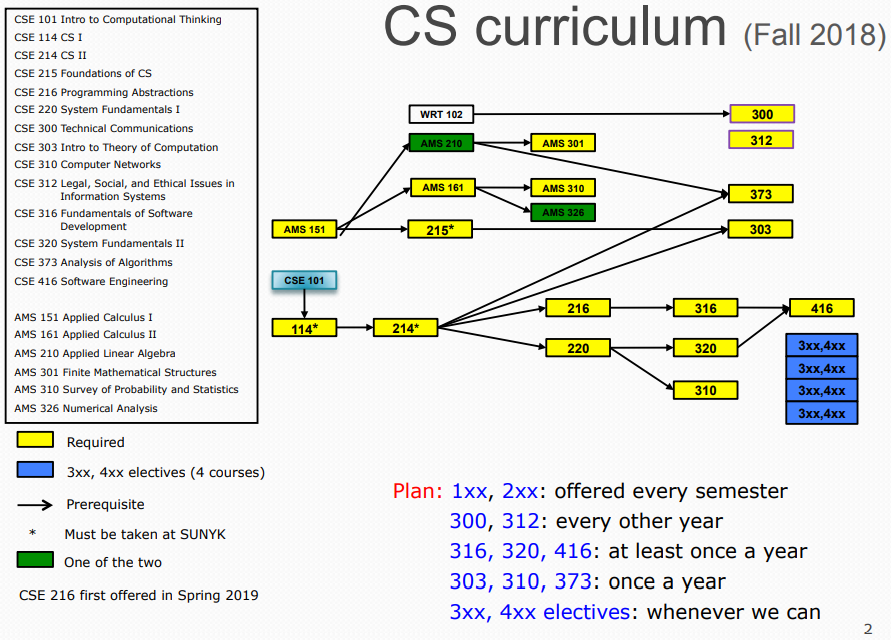 CS curriculum (Fall 2018)
CSE 101 Intro to Computational Thinking
CSE 114 CS I
CSE 214 CS II
CSE 215 Foundations of CS
CSE 216 Programming Abstractions
CSE 220 System Fundamentals I
CSE 300 Technical Communications
CSE 303 Intro to Theory of Computation
CSE 310 Computer Networks
CSE 312 Legal, Social, and Ethical Issues in
Information Systems
CSE 316 Fundamentals of Software
Development
CSE 320 System Fundamentals II
CSE 373 Analysis of Algorithms
CSE 416 Software Engineering
AMS 151 Applied Calculus I
AMS 161 Applied Calculus II
AMS 210 Applied Linear Algebra
AMS 301 Finite Mathematical Structures
AMS 310 Survey of Probability and Statistics
AMS 326 Numerical Analysis
WRT 102
300
312
AMS 210
AMS 301
AMS 161
AMS 310
373
AMS 326
AMS 151
215*
303
CSE 101
216
316
416
114*
214*
220
320
3xx,4xx
3xx,4xx
310
3xx,4xx
3xx,4xx
Required
3xx, 4xx electives (4 courses)
Prerequisite
* Must be taken at SUNYK
One of the two
CSE 216 first offered in Spring 2019
Plan: 1xx, 2xx: offered every semester
300, 312: every other year
316, 320, 416: at least once a year
303, 310, 373: once a year
3xx, 4xx electives: whenever we can
2